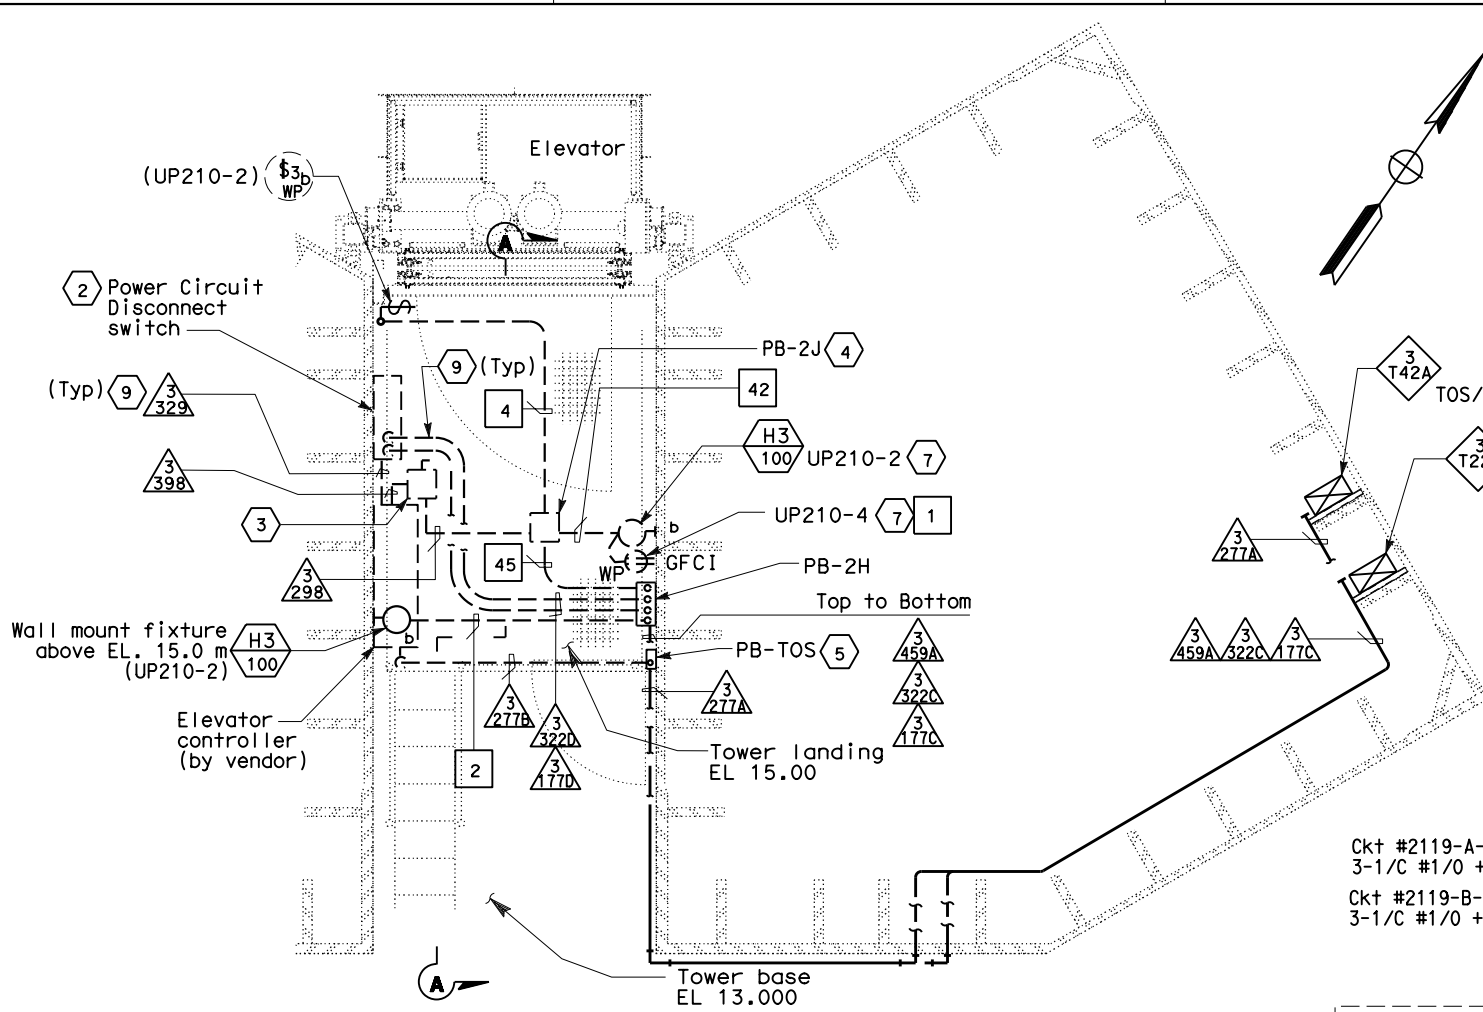 Elevator
(UP210-2) $3b
WP
A
2 Power Circuit
Disconnect
switch
(Typ) 9 3
329
9 (Typ)
PB-2J 4
42
4
H3
100 UP210-2 7
3
398
3
UP210-4 7 1
b
WP GFCI
45
PB-2H
3
298
Top to Bottom
Wall mount fixture
above EL. 15.0 m
(UP210-2)
H3
100
b
PB-TOS 5
3
459A
3
322C
3
177C
3
277A
3
277B
3
322D
3
177D
2
Elevator
controller
(by vendor)
Tower landing
EL 15.00
Tower base
EL 13.000
A
3
T42A
TOS/
3
277A
3
459A
3
322C
3
177C
Ckt #2119-A-
3-1/C #1/0 +
Ckt #2119-B-
3-1/C #1/0 +